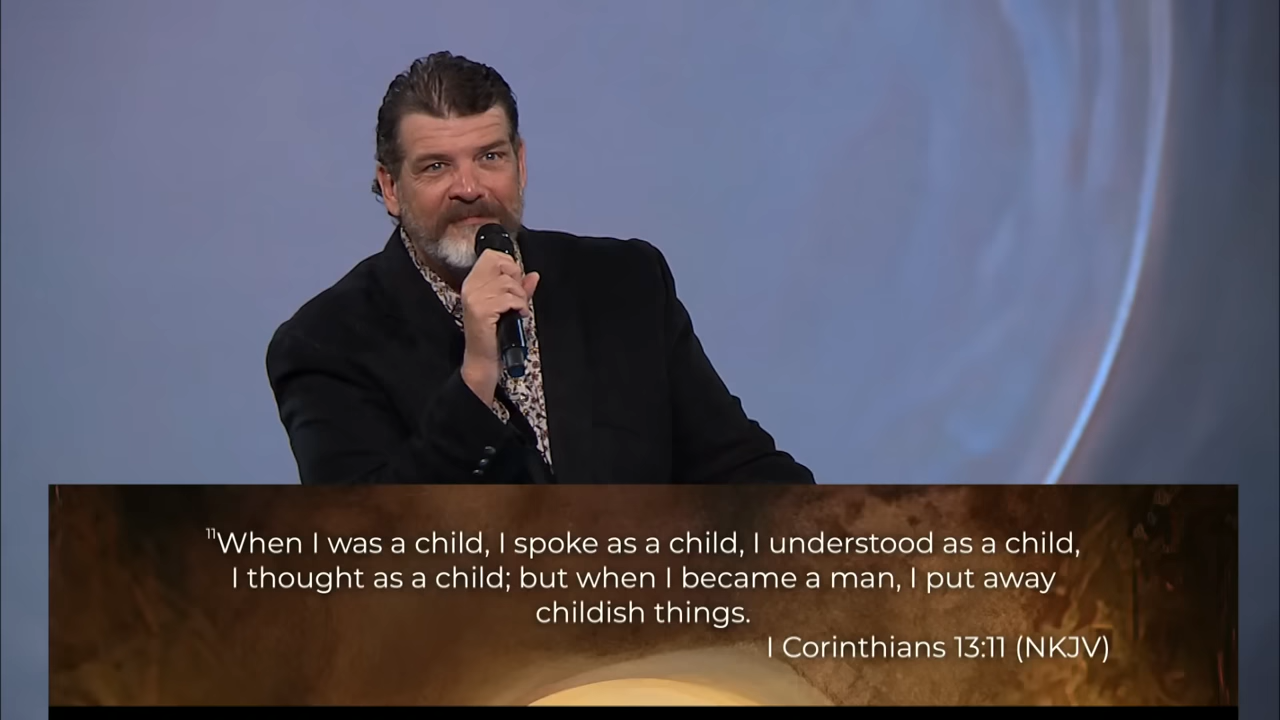 ¹¹When I was a child, I spoke as a child, I understood as a child,
I thought as a child; but when I became a man, I put away
childish things.
I Corinthians 13:11 (NKJV)